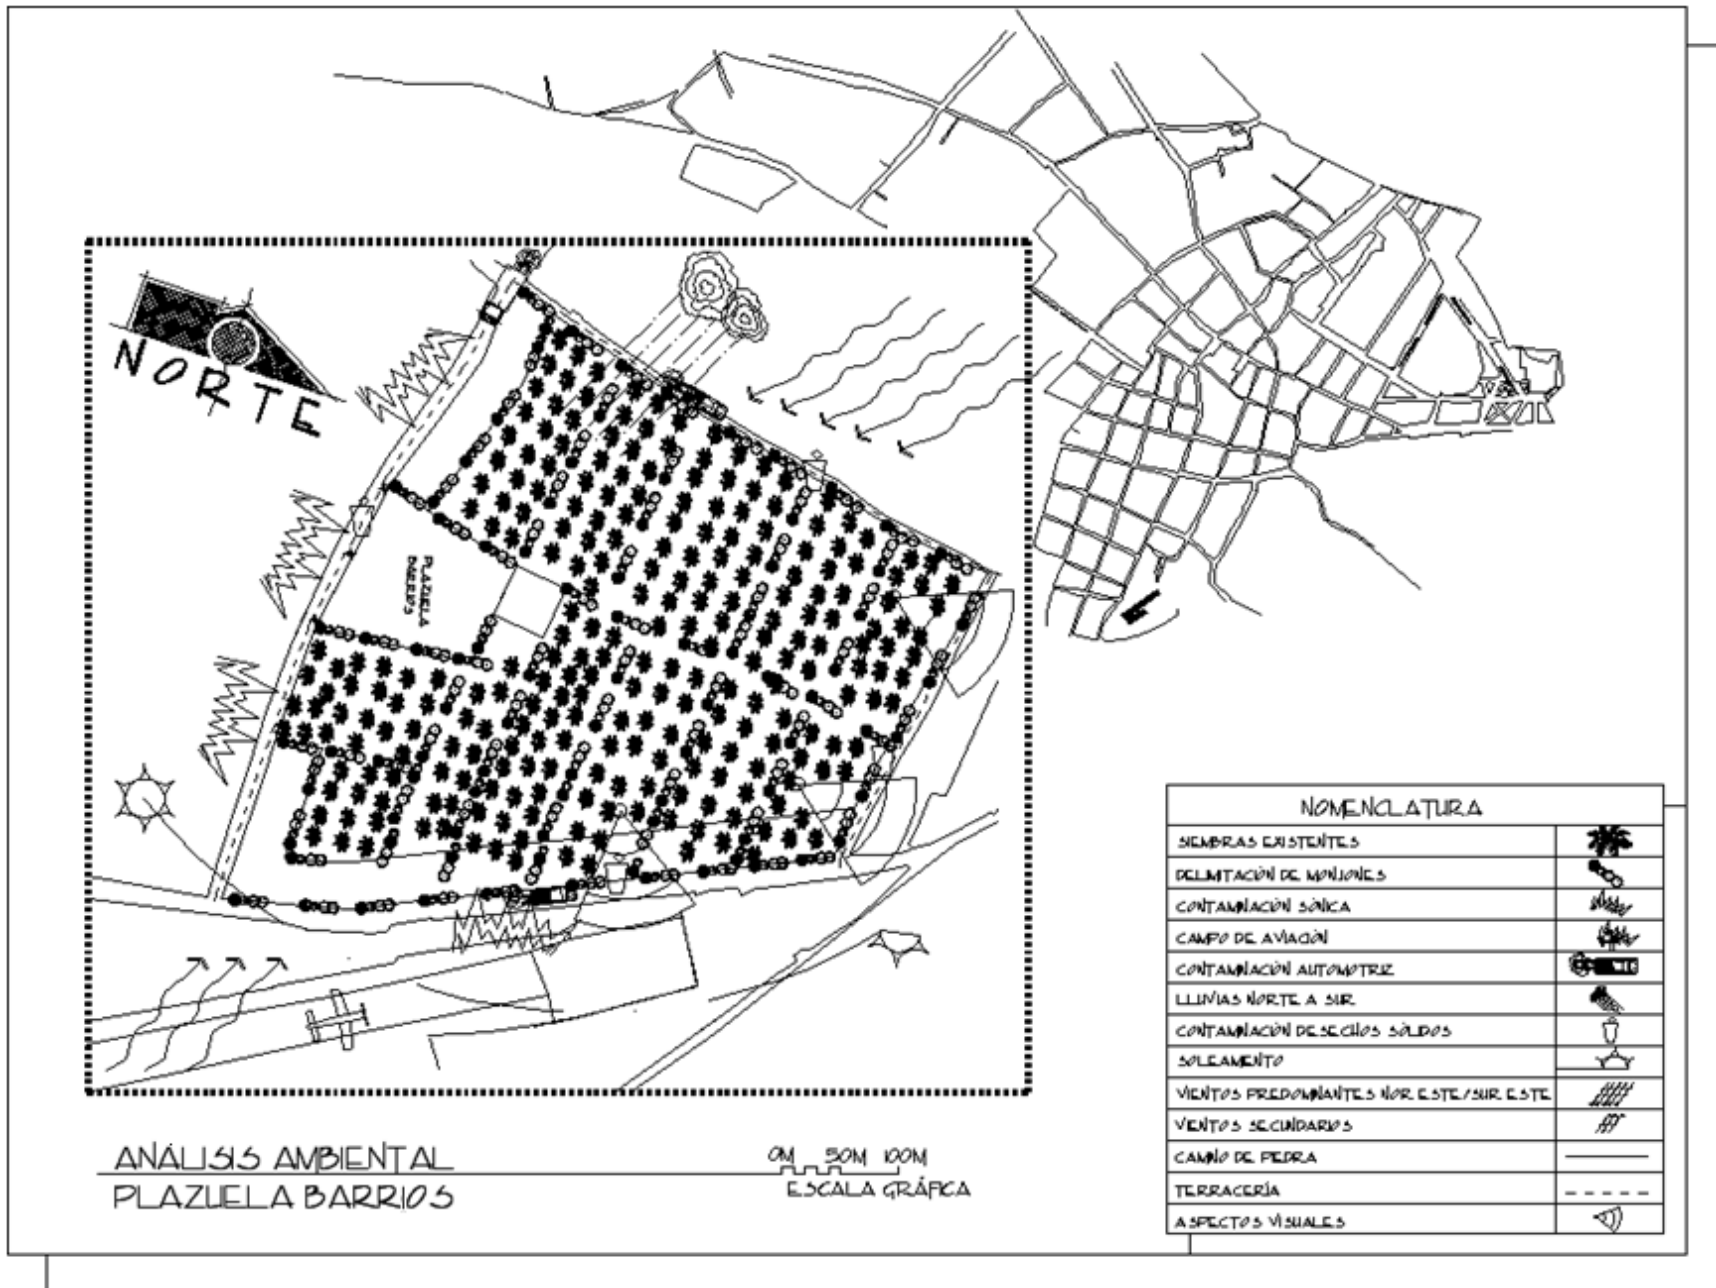 NORTE
PLAZUELA
BARRIOS
NOMENCLATURA
SIEMBRAS EXISTENTES
DELIMITACIÓN DE MONJONES
CONTAMINACIÓN SÓNICA
CAMPO DE AVIACIÓN
CONTAMINACIÓN AUTOMOTRIZ
LLUVIAS NORTE A SUR
CONTAMINACIÓN DESECHOS SÓLIDOS
SOLEAMENTO
VIENTOS PREDOMINANTES NOR ESTE/SUR ESTE
VIENTOS SECUNDARIOS
CAMINO DE PIEDRA
TERRACERÍA
ASPECTOS VISUALES
ANÁLISIS AMBIENTAL
PLAZUELA BARRIOS
0M 50M 100M
ESCALA GRÁFICA